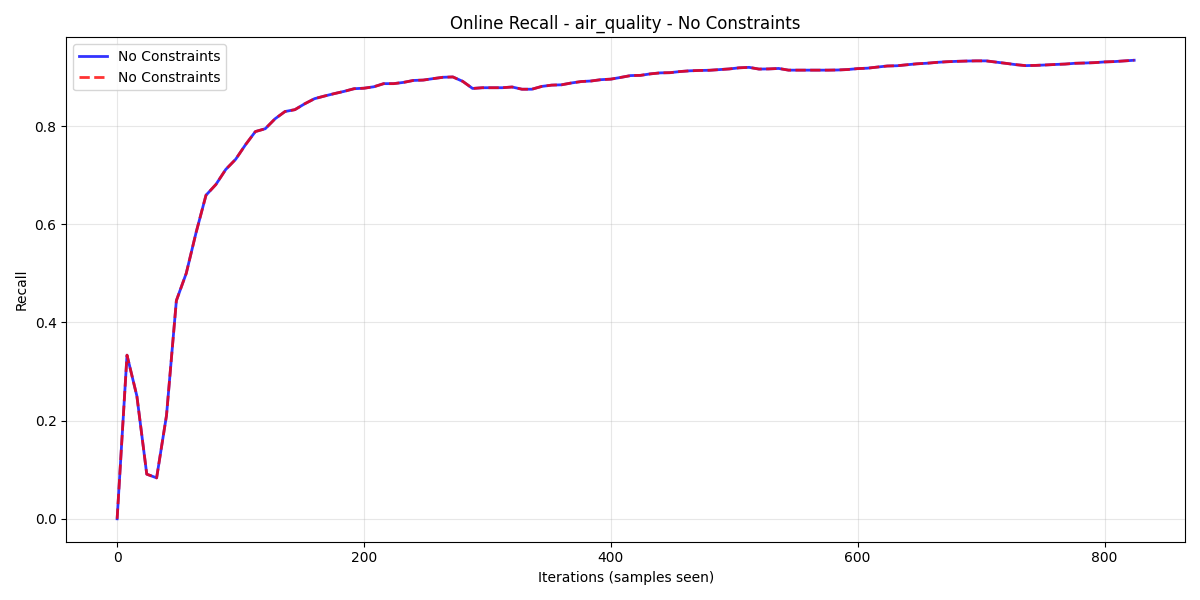 Online Recall - air_quality - No Constraints
No Constraints
No Constraints
Recall
0.8
0.6
0.4
0.2
0.0
0
200
400
600
800
Iterations (samples seen)